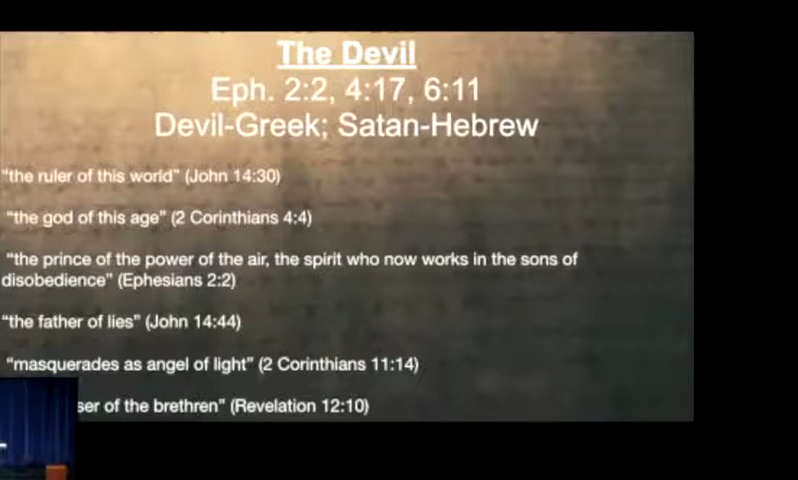 The Devil
Eph. 2:2, 4:17, 6:11
Devil-Greek; Satan-Hebrew
"the ruler of this world" (John 14:30)
"the god of this age" (2 Corinthians 4:4)
"the prince of the power of the air, the spirit who now works in the sons of
disobedience" (Ephesians 2:2)
"the father of lies" (John 14:44)
"masquerades as angel of light" (2 Corinthians 11:14)
of the brethren" (Revelation 12:10)